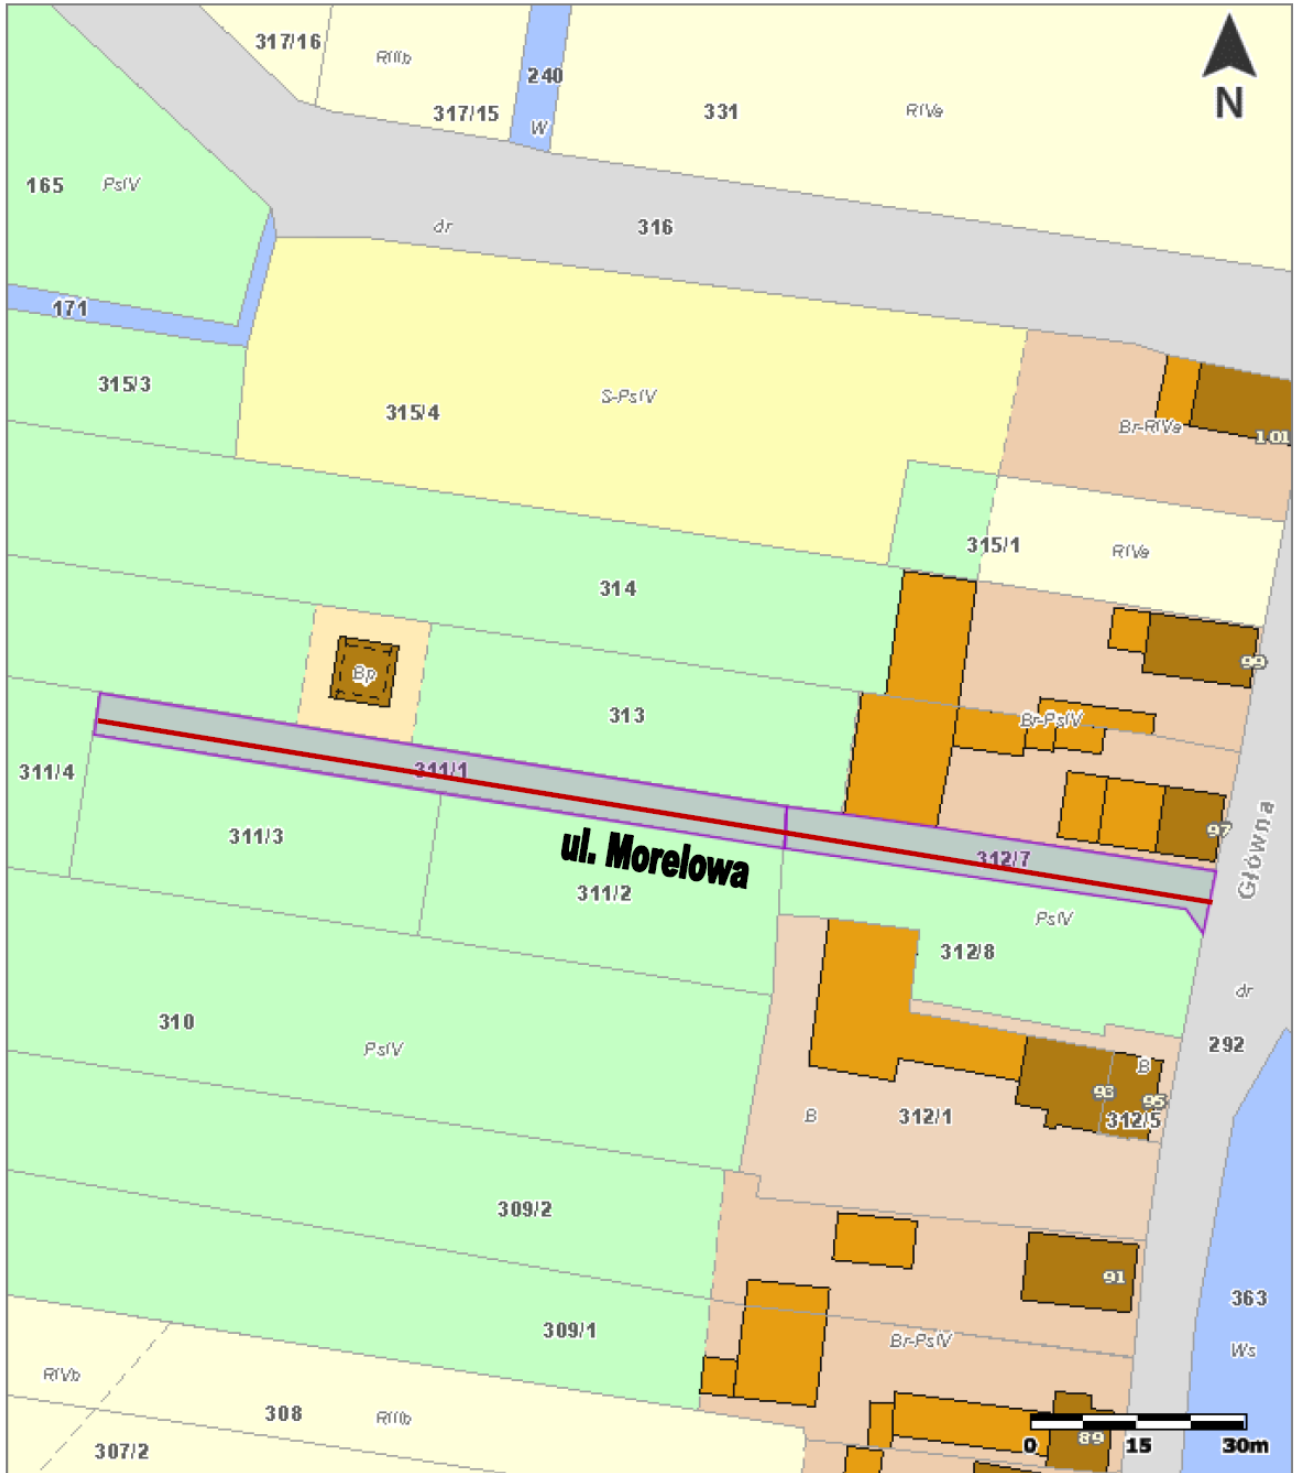 317/16
RIIIb
240
317/15
331
RIVa
W
N
165
PsIV
dr
316
171
315/3
315/4
S-PsIV
Br-RIVa
101
315/1
RIVa
314
99
Bp
313
Br-PsIV
311/4
311/1
97
311/3
ul. Morelowa
312/7
Główna
311/2
PsIV
312/8
310
PsIV
dr
292
B
93
95
B
312/1
312/5
309/2
91
363
309/1
Br-PsIV
Ws
RIVb
308
RIIIb
89
307/2
0 15 30m